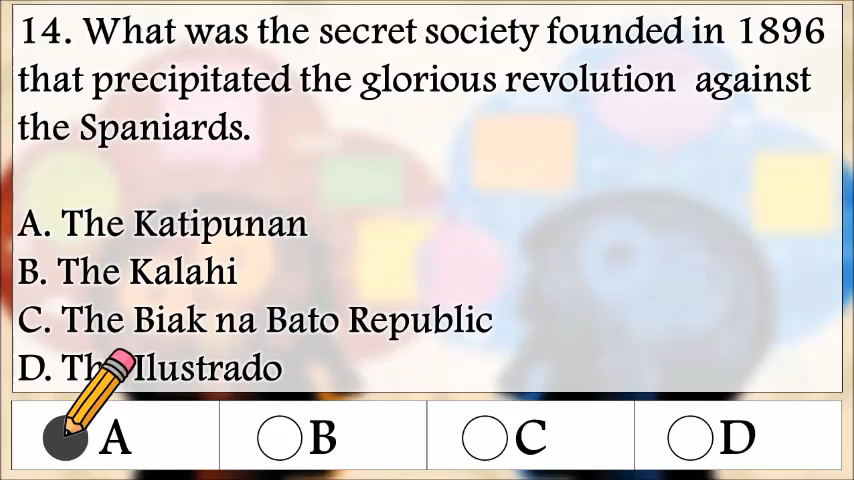 14. What was the secret society founded in 1896
that precipitated the glorious revolution against
the Spaniards.
A. The Katipunan
B. The Kalahi
C. The Biak na Bato Republic
D. The Ilustrado
A B C D